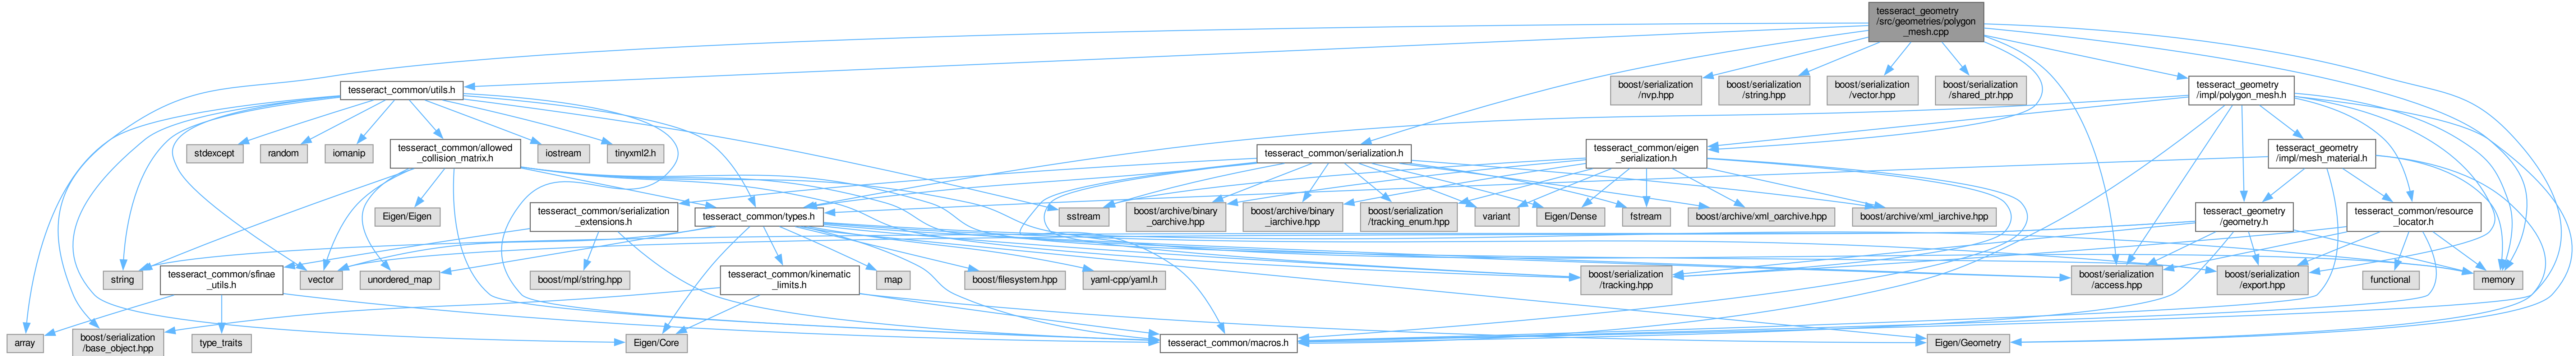 tesseract_geometry
/src/geometries/polygon
_mesh.cpp
tesseract_common/utils.h
boost/serialization
/nvp.hpp
boost/serialization
/string.hpp
boost/serialization
/vector.hpp
boost/serialization
/shared_ptr.hpp
tesseract_geometry
/impl/polygon_mesh.h
stdexcept
random
iomanip
tesseract_common/allowed
_collision_matrix.h
iostream
tinyxml2.h
tesseract_common/serialization.h
tesseract_common/eigen
_serialization.h
tesseract_geometry
/impl/mesh_material.h
Eigen/Eigen
tesseract_common/serialization
_extensions.h
tesseract_common/types.h
sstream
boost/archive/binary
_oarchive.hpp
boost/archive/binary
_iarchive.hpp
boost/serialization
/tracking_enum.hpp
variant
Eigen/Dense
fstream
boost/archive/xml_oarchive.hpp
boost/archive/xml_iarchive.hpp
tesseract_geometry
/geometry.h
tesseract_common/resource
_locator.h
string
tesseract_common/sfinae
_utils.h
vector
unordered_map
boost/mpl/string.hpp
tesseract_common/kinematic
_limits.h
map
boost/filesystem.hpp
yaml-cpp/yaml.h
boost/serialization
/tracking.hpp
boost/serialization
/access.hpp
boost/serialization
/export.hpp
functional
memory
array
boost/serialization
/base_object.hpp
type_traits
Eigen/Core
tesseract_common/macros.h
Eigen/Geometry